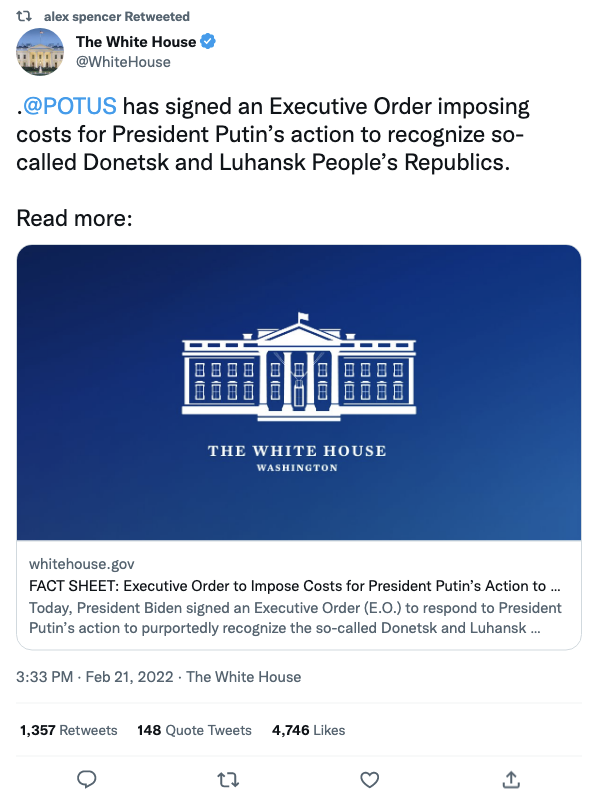 alex spencer Retweeted
The White House
@WhiteHouse
.@POTUS has signed an Executive Order imposing
costs for President Putin’s action to recognize so-
called Donetsk and Luhansk People’s Republics.
Read more:
THE WHITE HOUSE
WASHINGTON
whitehouse.gov
FACT SHEET: Executive Order to Impose Costs for President Putin’s Action to ...
Today, President Biden signed an Executive Order (E.O.) to respond to President
Putin’s action to purportedly recognize the so-called Donetsk and Luhansk ...
3:33 PM · Feb 21, 2022 · The White House
1,357 Retweets 148 Quote Tweets 4,746 Likes